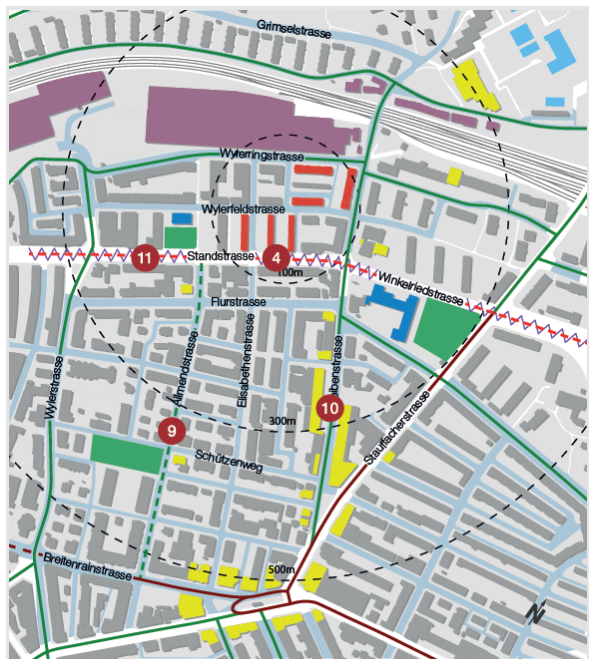 Grimselstrasse
Wylerringstrasse
Wylerfeldstrasse
11
Standstrasse
4
100m
Winkelriedstrasse
Flurstrasse
Allmendstrasse
Elisabethenstrasse
Wylerstrasse
lbenstrasse
10
300m
9
Stauffacherstrasse
Schützenweg
Breitenrainstrasse
500m
N